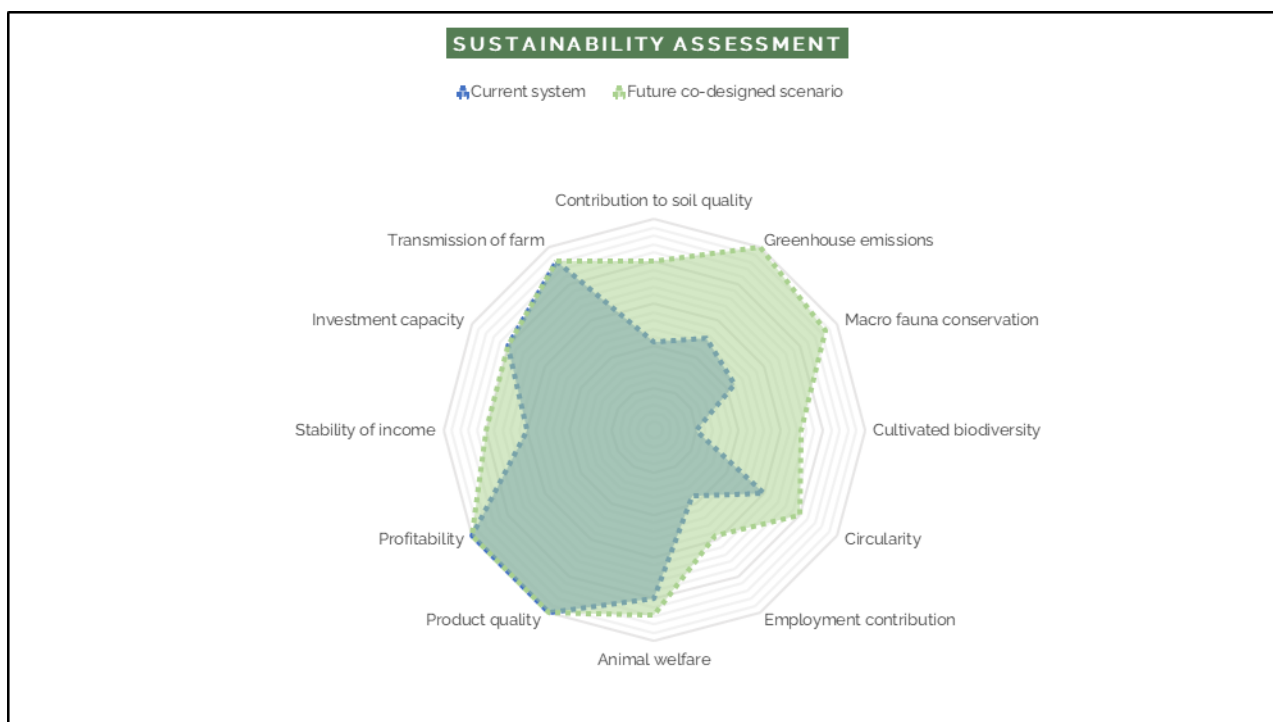 SUSTAINABILITY ASSESSMENT
Current system
Future co-designed scenario
Contribution to soil quality
Transmission of farm
Greenhouse emissions
Investment capacity
Macro fauna conservation
Stability of income
Cultivated biodiversity
Profitability
Circularity
Product quality
Employment contribution
Animal welfare